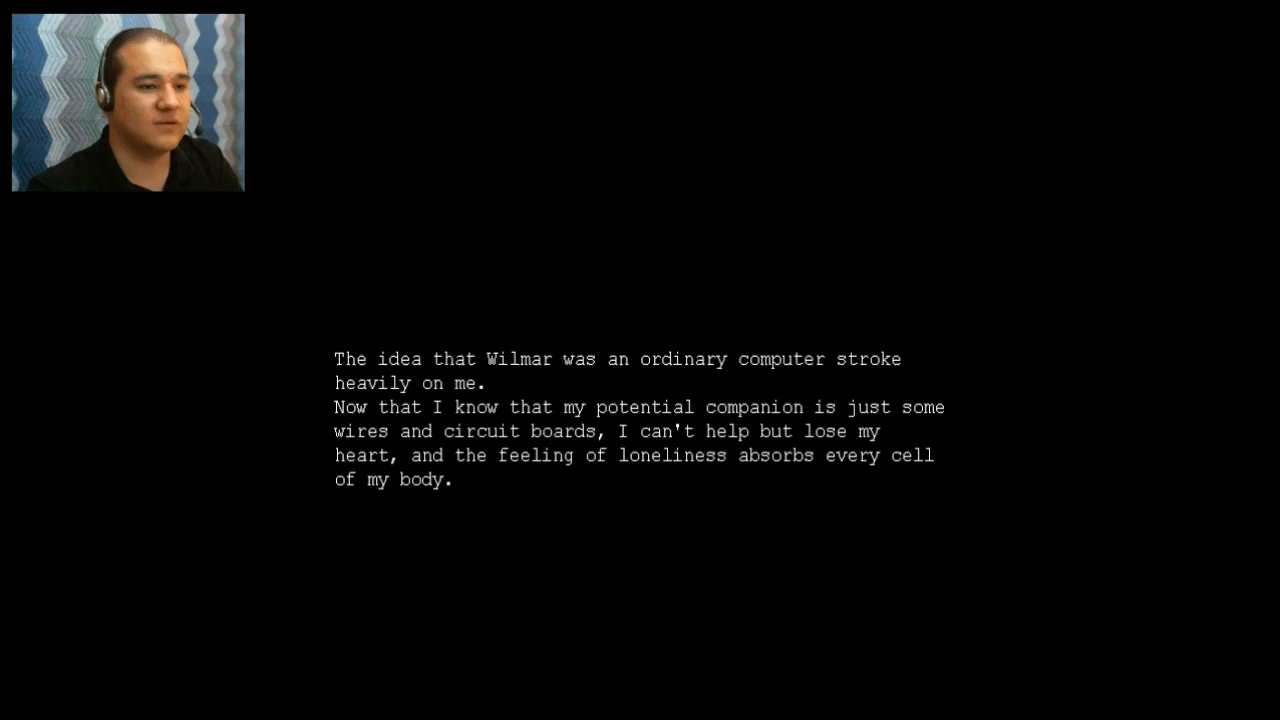 The idea that Wilmar was an ordinary computer stroke
heavily on me.
Now that I know that my potential companion is just some
wires and circuit boards, I can't help but lose my
heart, and the feeling of loneliness absorbs every cell
of my body.